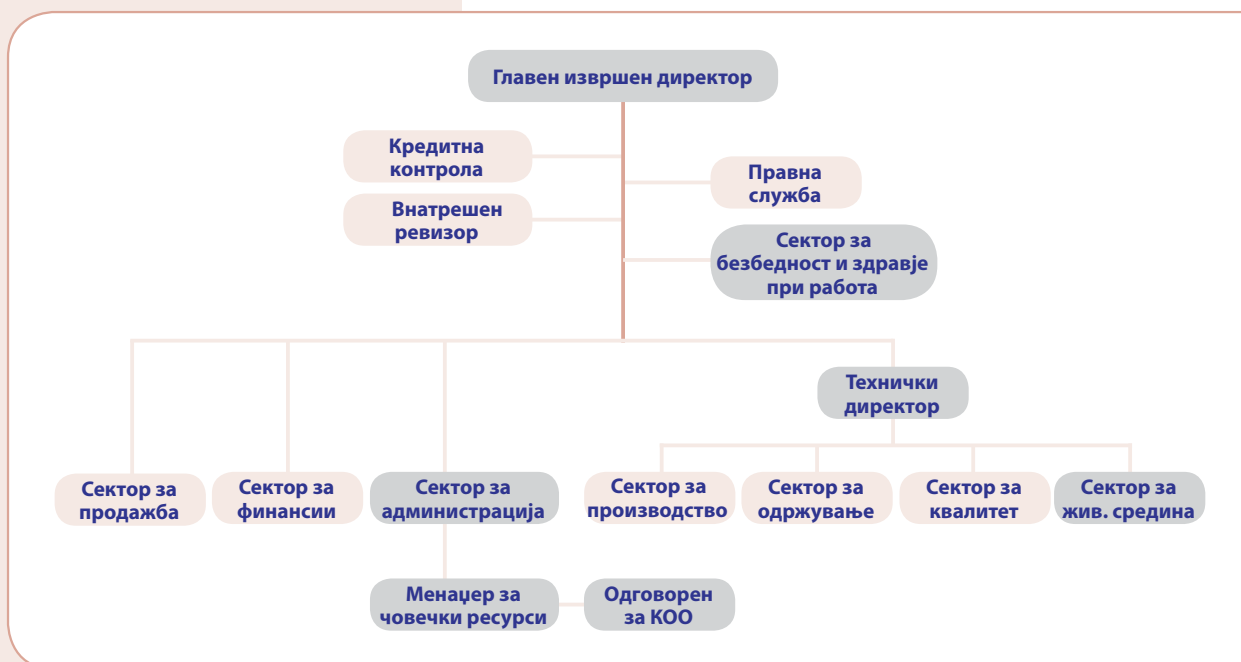 Главен извршен директор
Кредитна
контрола
Правна
служба
Внатрешен
ревизор
Сектор за
безбедност и здравје
при работа
Технички
директор
Сектор за
продажба
Сектор за
финансии
Сектор за
администрација
Сектор за
производство
Сектор за
одржување
Сектор за
квалитет
Сектор за
жив. средина
Менаџер за
човечки ресурси
Одговорен
за КОО